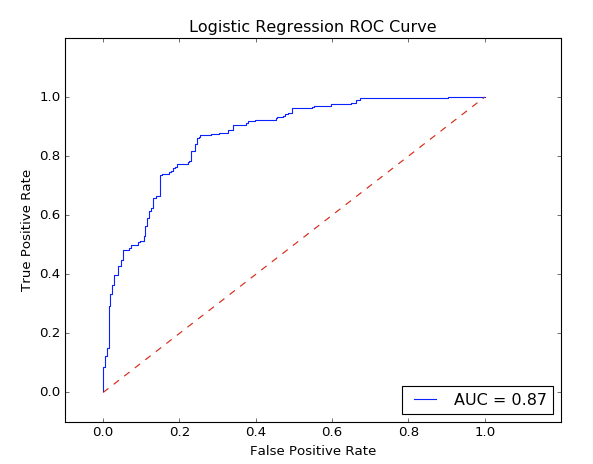 Logistic Regression ROC Curve
True Positive Rate
1.0
0.8
0.6
0.4
0.2
0.0
AUC = 0.87
0.0 0.2 0.4 0.6 0.8 1.0
False Positive Rate